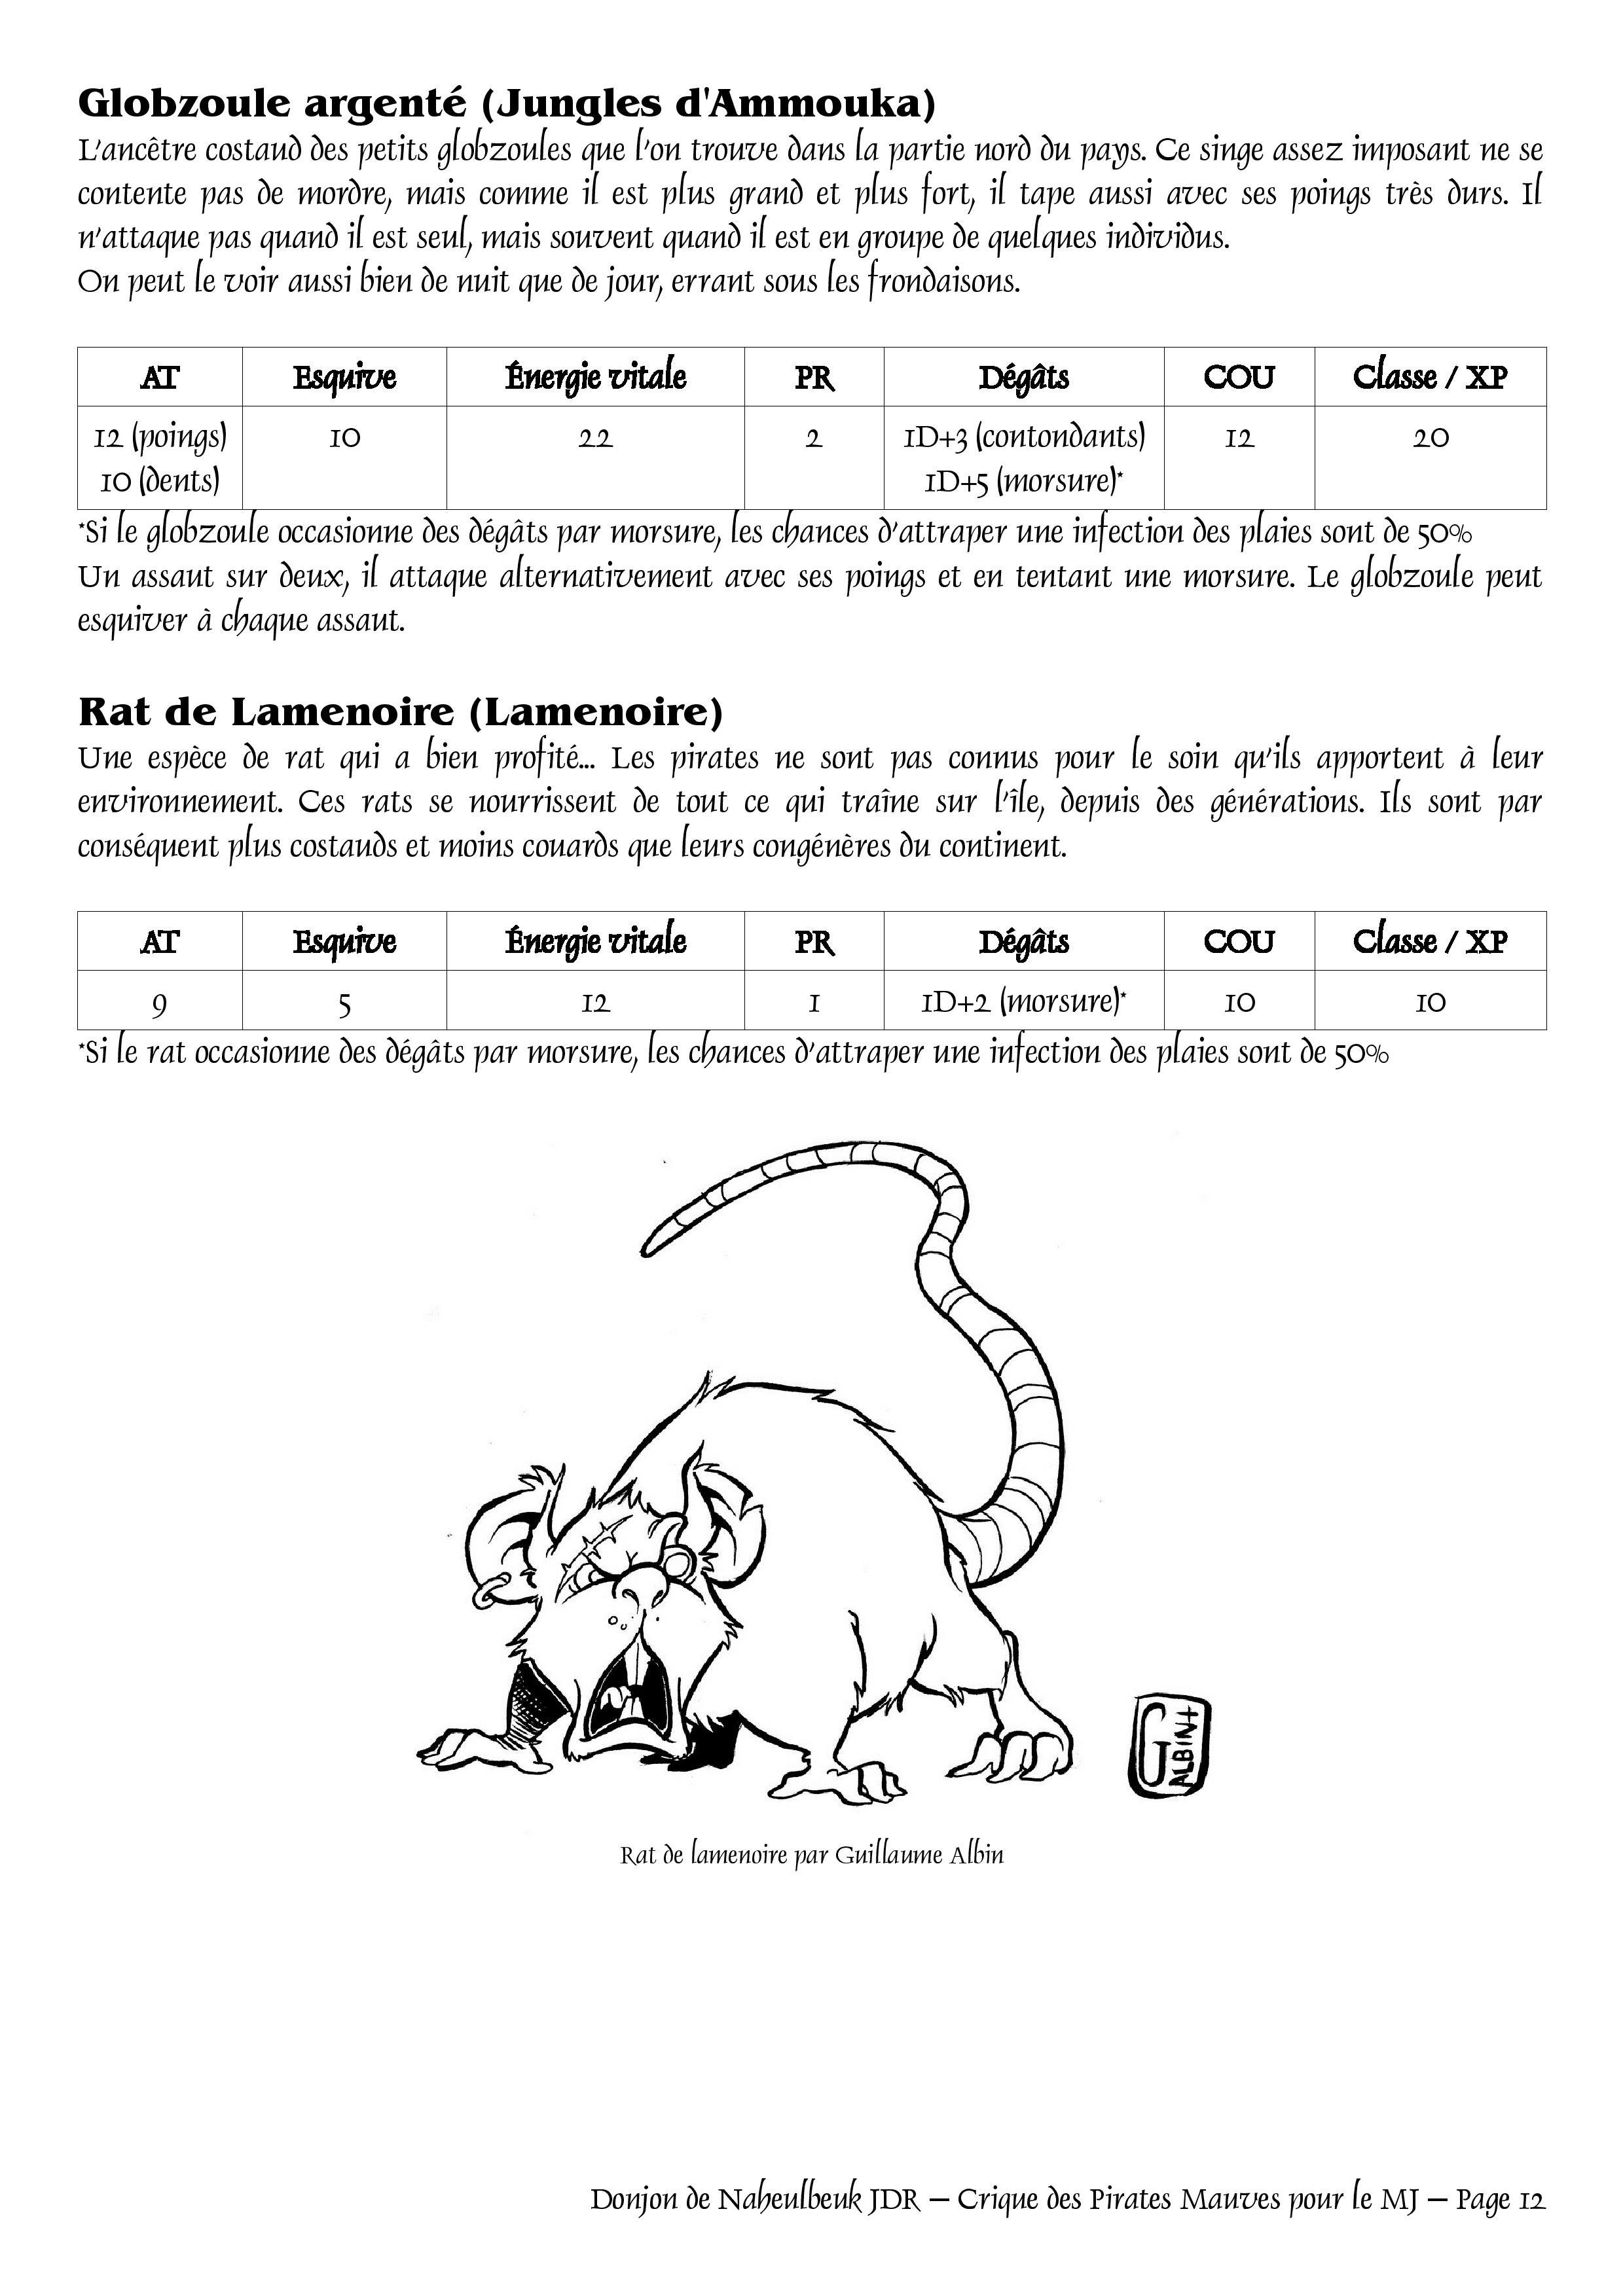 Globzoule argenté (Jungles d'Ammouka)
L'ancêtre costaud des petits globzoules que l'on trouve dans la partie nord du pays. Ce singe assez imposant ne se
contente pas de mordre, mais comme il est plus grand et plus fort, il tape aussi avec ses poings très durs. Il
n'attaque pas quand il est seul, mais souvent quand il est en groupe de quelques individus.
On peut le voir aussi bien de nuit que de jour, errant sous les frondaisons.
AT Esquive Énergie vitale PR Dégâts COU Classe / XP
12 (poings) 10 22 2 1D+3 (contondants) 12 20
10 (dents) 1D+5 (morsure)*
*Si le globzoule occasionne des dégâts par morsure, les chances d'attraper une infection des plaies sont de 50%
Un assaut sur deux, il attaque alternativement avec ses poings et en tentant une morsure. Le globzoule peut
esquiver à chaque assaut.
Rat de Lamenoire (Lamenoire)
Une espèce de rat qui a bien profité... Les pirates ne sont pas connus pour le soin qu'ils apportent à leur
environnement. Ces rats se nourrissent de tout ce qui traîne sur l'île, depuis des générations. Ils sont par
conséquent plus costauds et moins couards que leurs congénères du continent.
AT Esquive Énergie vitale PR Dégâts COU Classe / XP
9 5 12 1 1D+2 (morsure)* 10 10
*Si le rat occasionne des dégâts par morsure, les chances d'attraper une infection des plaies sont de 50%
G ALBIN
Rat de lamenoire par Guillaume Albin
Donjon de Naheulbeuk JDR – Crique des Pirates Mauves pour le MJ – Page 12